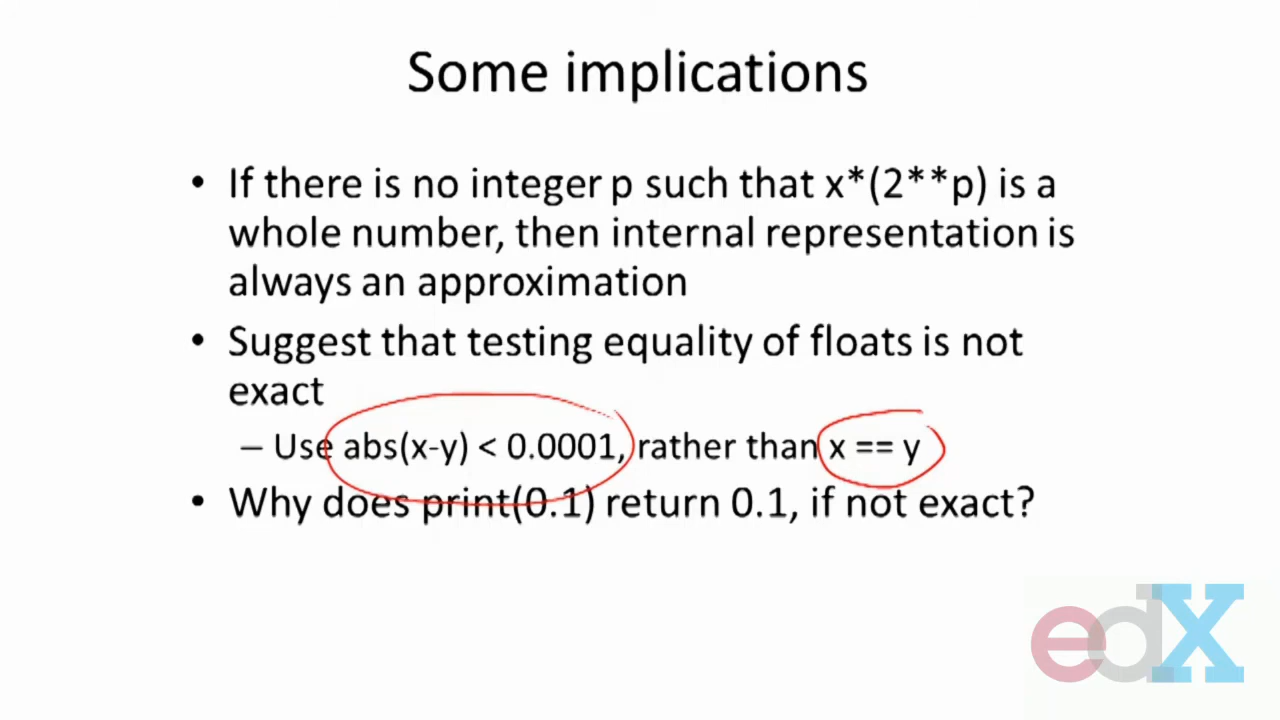 Some implications
• If there is no integer p such that x*(2**p) is a
whole number, then internal representation is
always an approximation
• Suggest that testing equality of floats is not
exact
– Use abs(x-y) < 0.0001, rather than x == y
• Why does print(0.1) return 0.1, if not exact?
edX